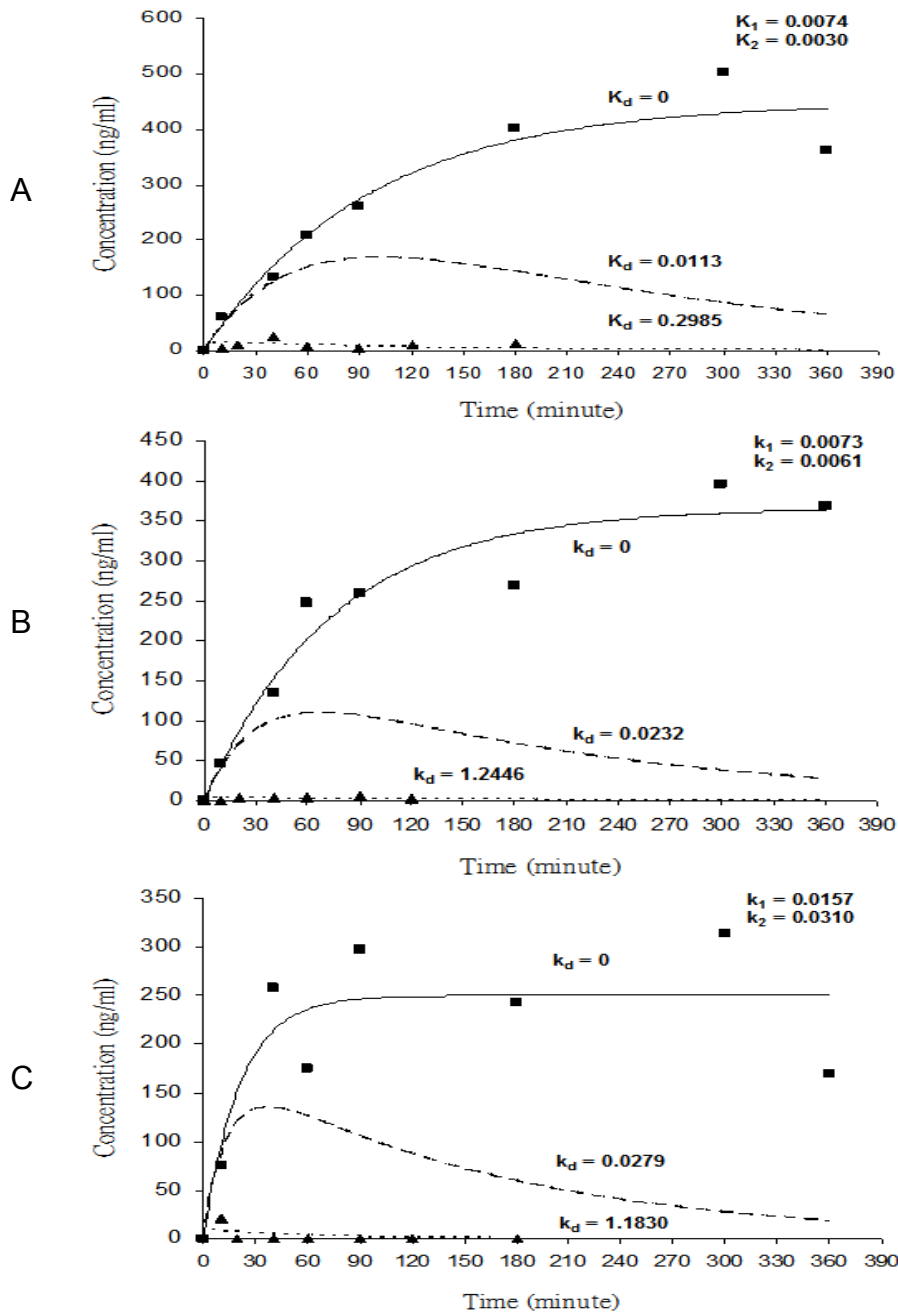 A
600
500
400
300
200
100
0
Concentration (ng/ml)
K1 = 0.0074
K2 = 0.0030
Kd = 0
Kd = 0.0113
Kd = 0.2985
0 30 60 90 120 150 180 210 240 270 300 330 360 390
Time (minute)
B
450
400
350
300
250
200
150
100
50
0
Concentration (ng/ml)
k1 = 0.0073
k2 = 0.0061
kd = 0
kd = 0.0232
kd = 1.2446
0 30 60 90 120 150 180 210 240 270 300 330 360 390
Time (minute)
C
350
300
250
200
150
100
50
0
Concentration (ng/ml)
k1 = 0.0157
k2 = 0.0310
kd = 0
kd = 0.0279
kd = 1.1830
0 30 60 90 120 150 180 210 240 270 300 330 360 390
Time (minute)